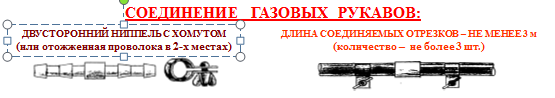 СОЕДИНЕНИЕ ГАЗОВЫХ РУКАВОВ:
ДВУСТОРОННИЙ НИППЕЛЬ С ХОМУТОМ
(или отожженная проволока в 2-х местах)
ДЛИНА СОЕДИНЯЕМЫХ ОТРЕЗКОВ – НЕ МЕНЕЕ 3 м
(количество – не более 3 шт.)